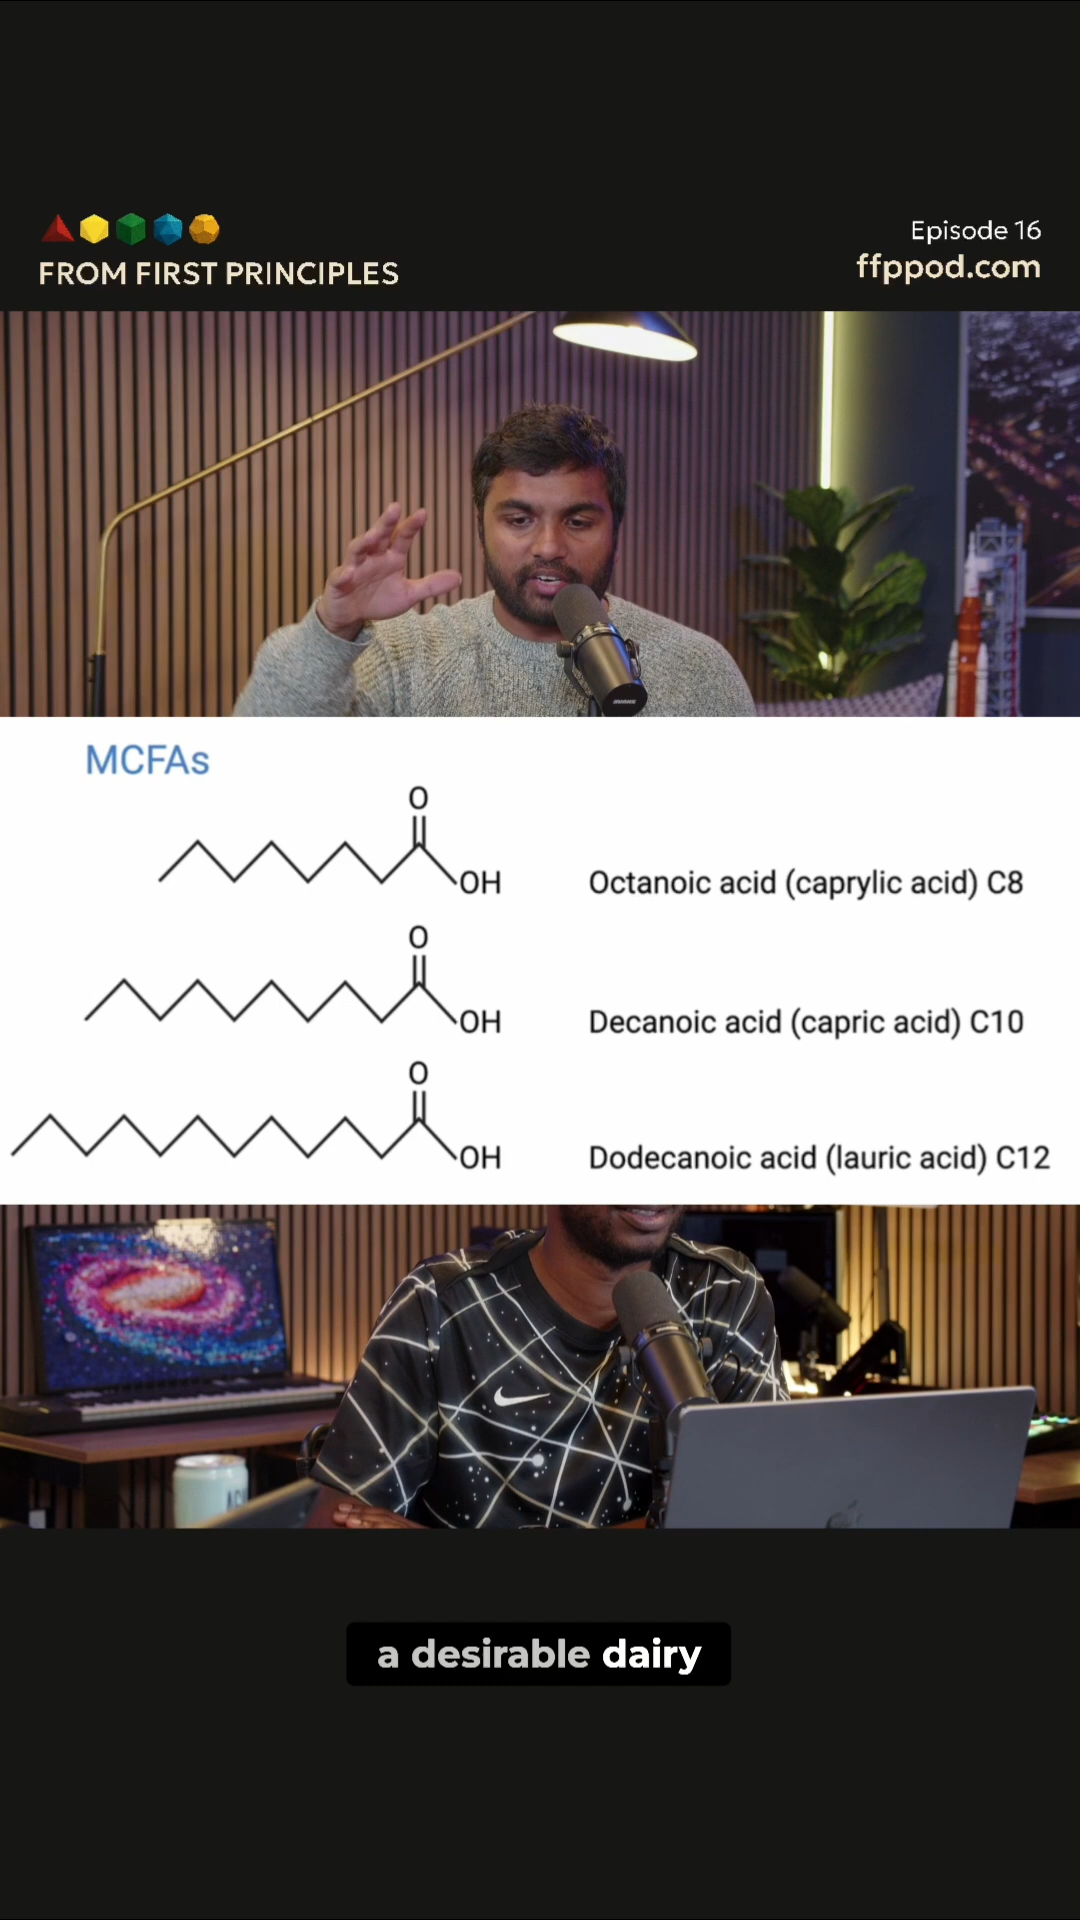 FROM FIRST PRINCIPLES
Episode 16
ffppod.com
MCFAs
O
OH
Octanoic acid (caprylic acid) C8
O
OH
Decanoic acid (capric acid) C10
O
OH
Dodecanoic acid (lauric acid) C12
a desirable dairy